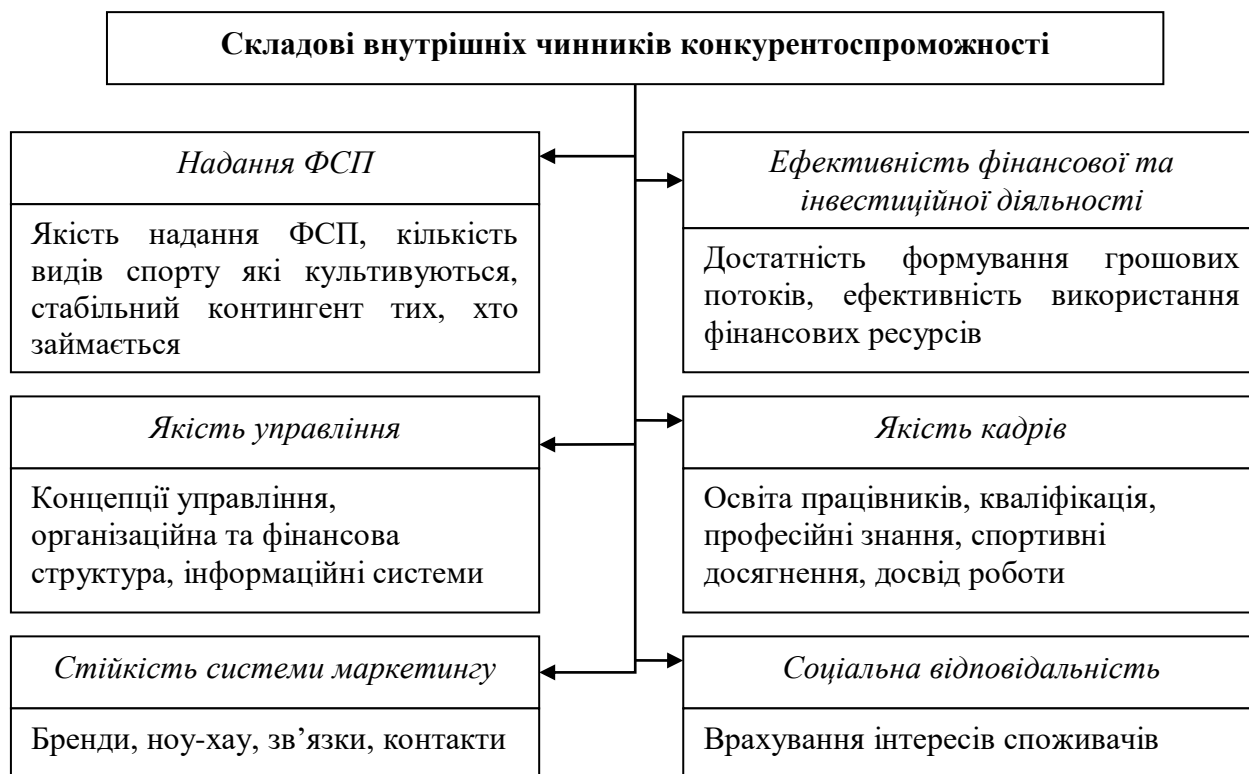 Складові внутрішніх чинників конкурентоспроможності
Надання ФСП
Якість надання ФСП, кількість
видів спорту які культивуються,
стабільний контингент тих, хто
займається
Ефективність фінансової та
інвестиційної діяльності
Достатність формування грошових
потоків, ефективність використання
фінансових ресурсів
Якість управління
Концепції управління,
організаційна та фінансова
структура, інформаційні системи
Якість кадрів
Освіта працівників, кваліфікація,
професійні знання, спортивні
досягнення, досвід роботи
Стійкість системи маркетингу
Бренди, ноу-хау, зв’язки, контакти
Соціальна відповідальність
Врахування інтересів споживачів